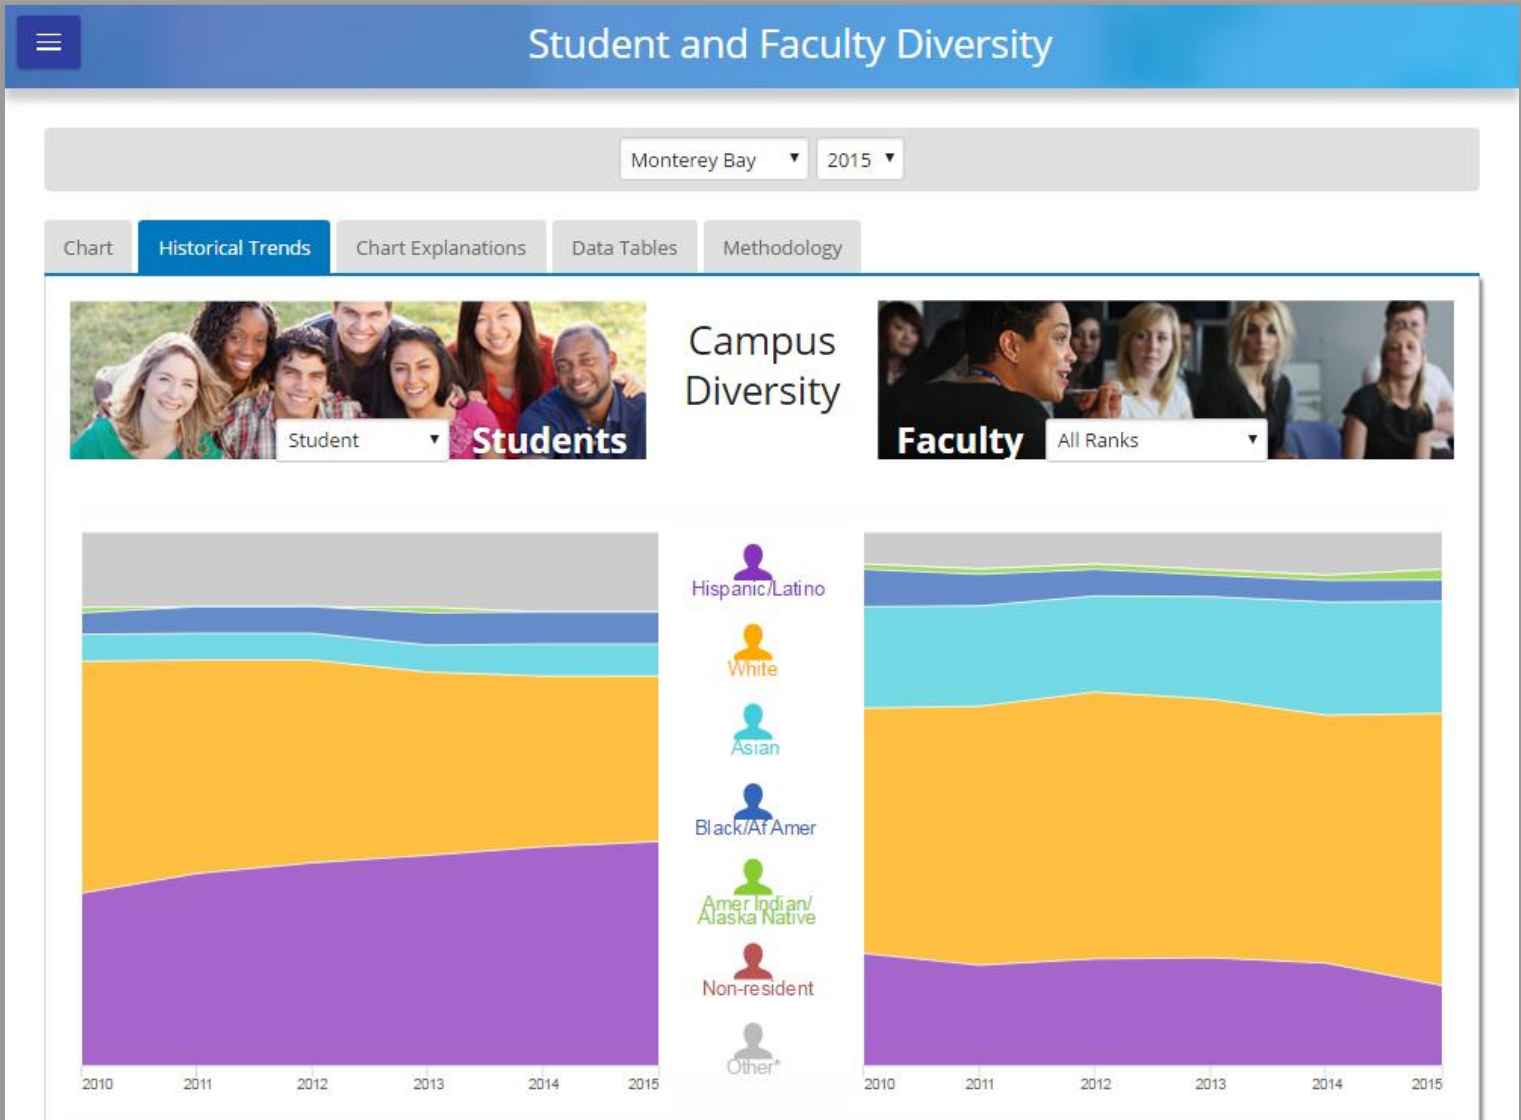 Student and Faculty Diversity
Monterey Bay
2015
Chart
Historical Trends
Chart Explanations
Data Tables
Methodology
Student
Students
Campus
Diversity
Faculty
All Ranks
Hispanic/Latino
White
Asian
Black/Af Amer
Amer Indian/
Alaska Native
Non-resident
Other*
2010 2011 2012 2013 2014 2015
2010 2011 2012 2013 2014 2015